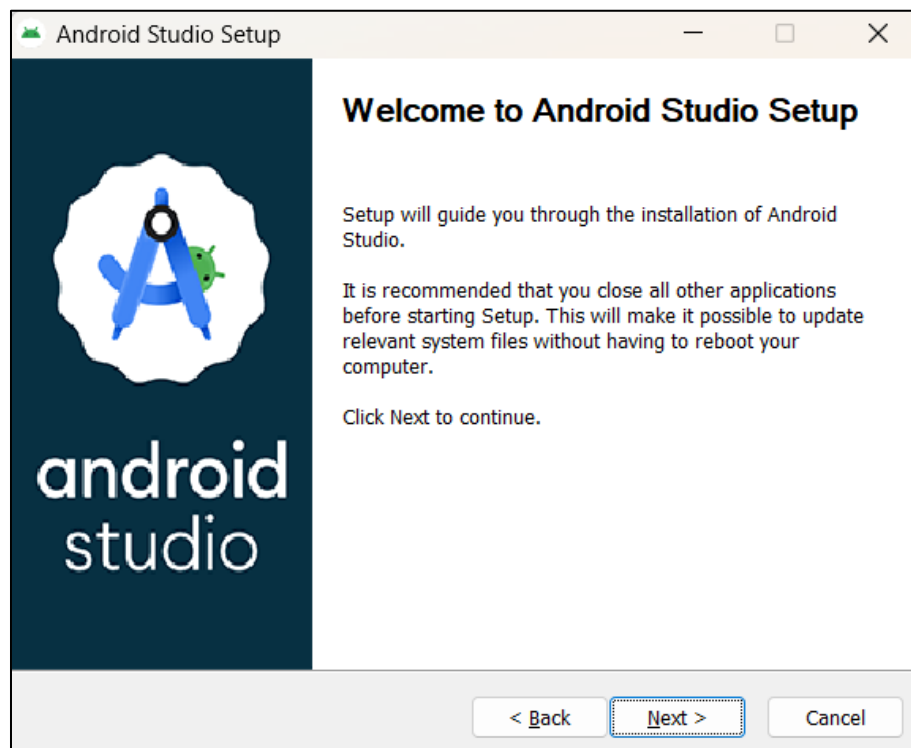 Android Studio Setup
Welcome to Android Studio Setup
Setup will guide you through the installation of Android
Studio.
It is recommended that you close all other applications
before starting Setup. This will make it possible to update
relevant system files without having to reboot your
computer.
Click Next to continue.
android
studio
< Back
Next >
Cancel